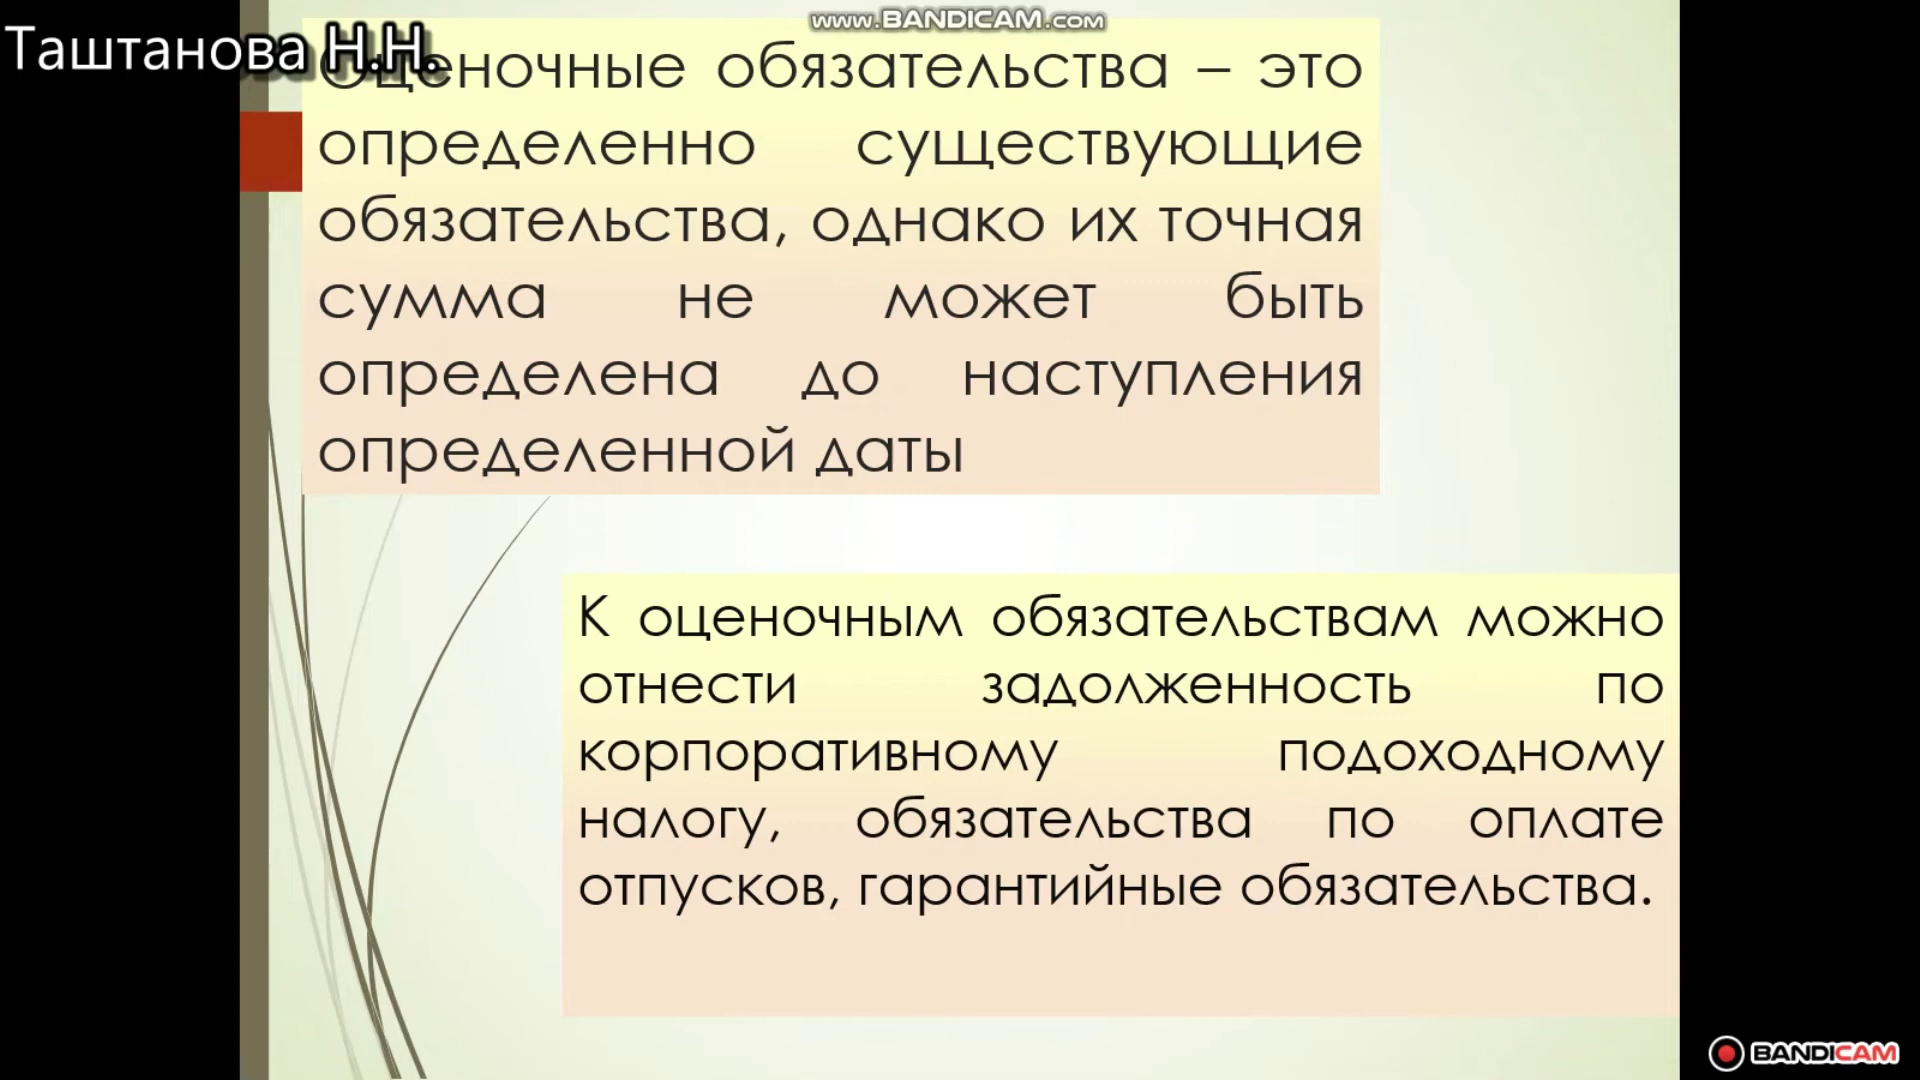 www.BANDICAM.com
Таштанова Н.Н.
Оценочные обязательства – это
определенно существующие
обязательства, однако их точная
сумма не может быть
определена до наступления
определенной даты
К оценочным обязательствам можно
отнести задолженность по
корпоративному подоходному
налогу, обязательства по оплате
отпусков, гарантийные обязательства.
BANDICAM